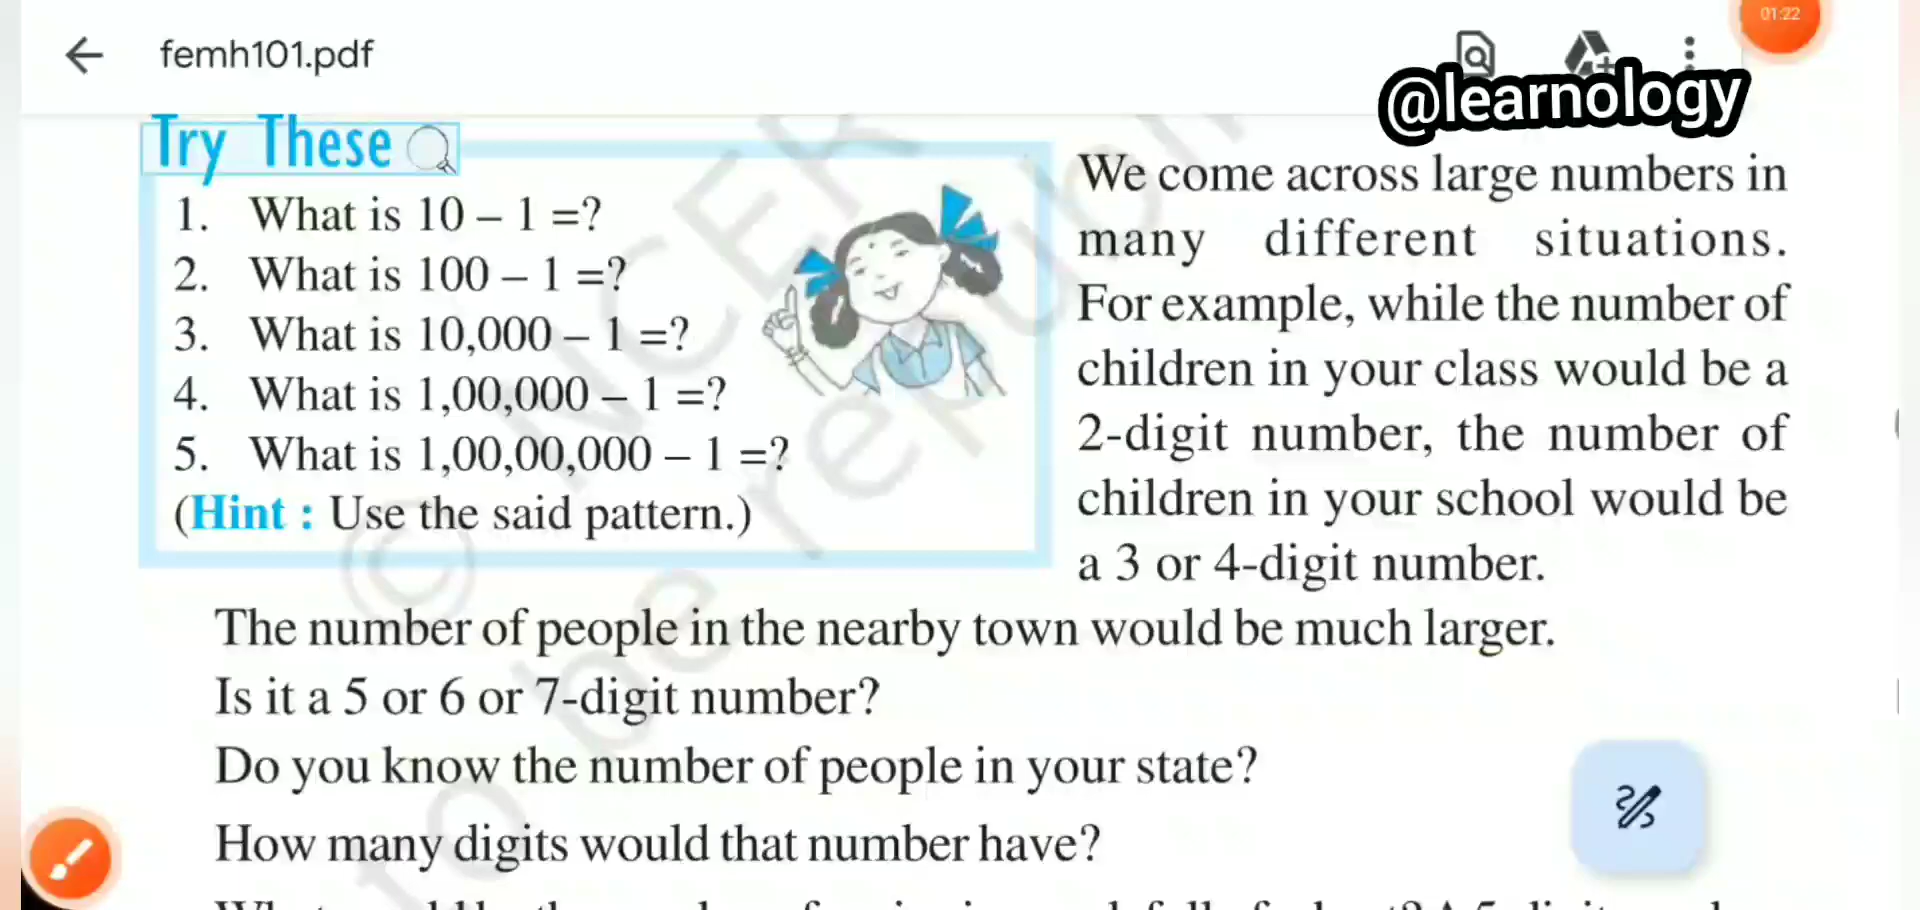 01:22
femh101.pdf
@learnology
Try These
1. What is 10 – 1 =?
2. What is 100 – 1 =?
3. What is 10,000 – 1 =?
4. What is 1,00,000 – 1 =?
5. What is 1,00,00,000 – 1 =?
(Hint : Use the said pattern.)
We come across large numbers in
many different situations.
For example, while the number of
children in your class would be a
2-digit number, the number of
children in your school would be
a 3 or 4-digit number.
The number of people in the nearby town would be much larger.
Is it a 5 or 6 or 7-digit number?
Do you know the number of people in your state?
How many digits would that number have?
© NCERT
to be republi